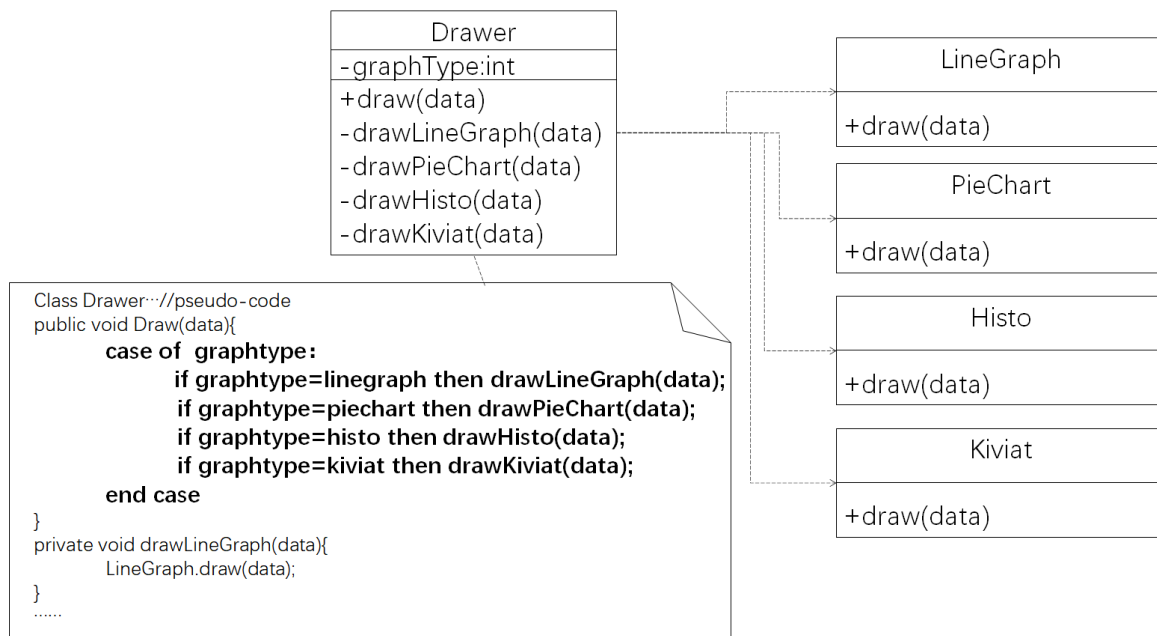 Drawer
-graphType:int
+draw(data)
-drawLineGraph(data)
-drawPieChart(data)
-drawHisto(data)
-drawKiviat(data)
LineGraph
+draw(data)
PieChart
+draw(data)
Histo
+draw(data)
Kiviat
+draw(data)
Class Drawer…//pseudo-code
public void Draw(data){
case of graphtype：
if graphtype=linegraph then drawLineGraph(data);
if graphtype=piechart then drawPieChart(data);
if graphtype=histo then drawHisto(data);
if graphtype=kiviat then drawKiviat(data);
end case
}
private void drawLineGraph(data){
LineGraph.draw(data);
}
……